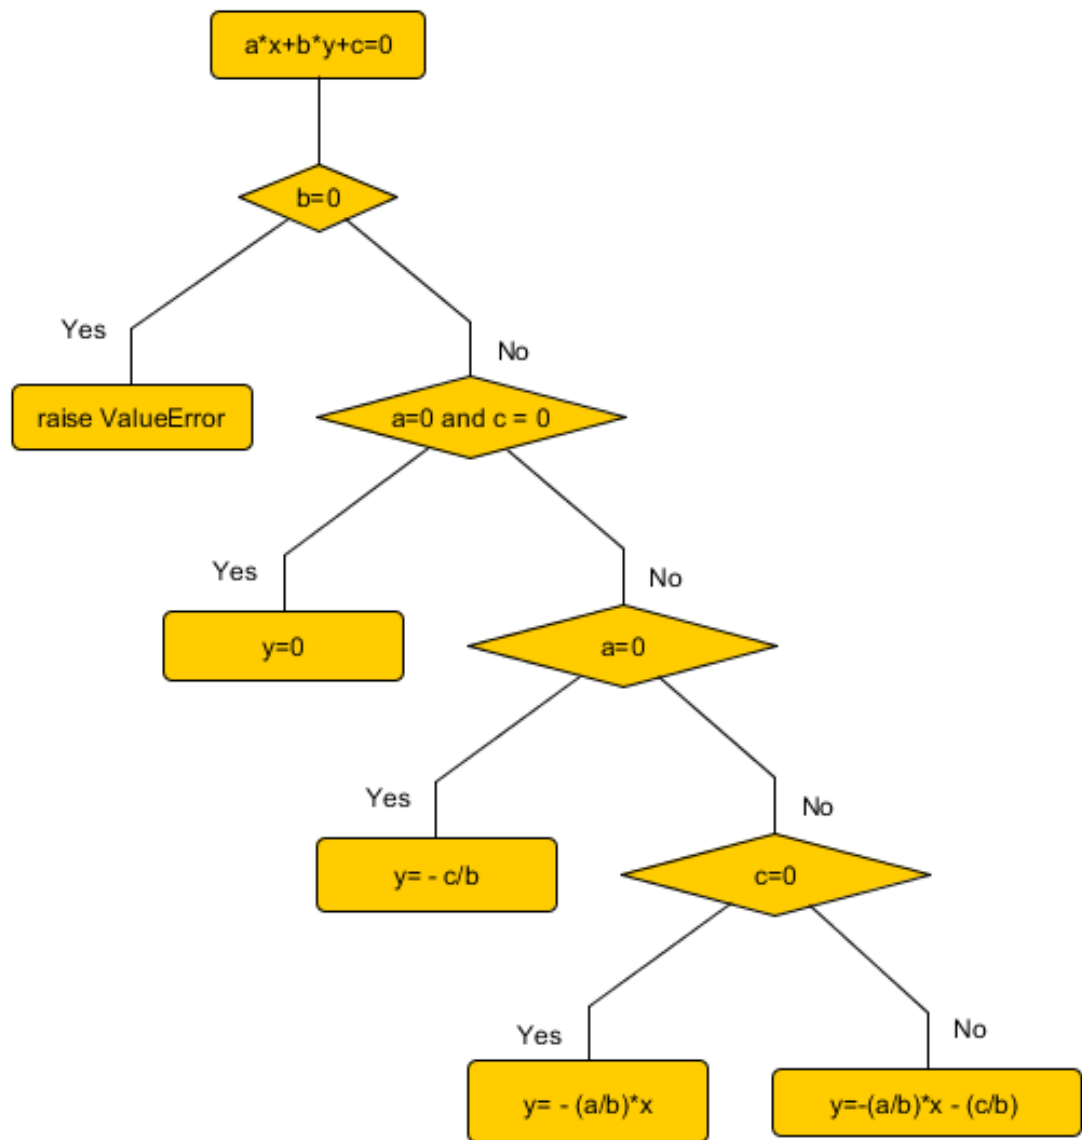 a*x+b*y+c=0
b=0
Yes
No
raise ValueError
a=0 and c = 0
Yes
No
y=0
a=0
Yes
No
y= - c/b
c=0
Yes
No
y= - (a/b)*x
y=-(a/b)*x - (c/b)